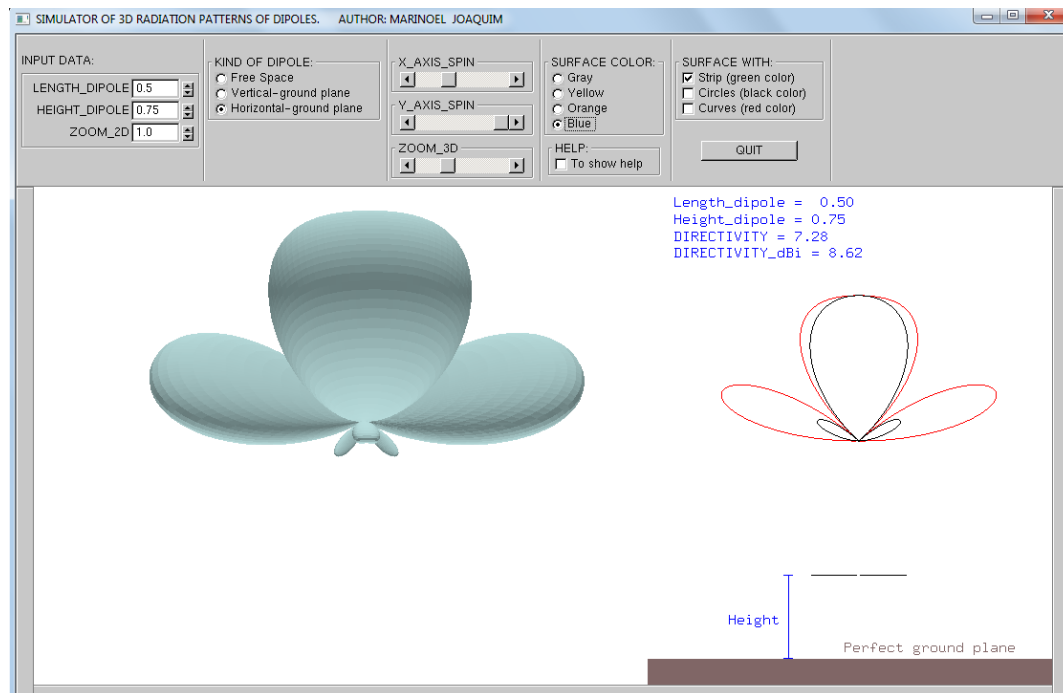 SIMULATOR OF 3D RADIATION PATTERNS OF DIPOLES. AUTHOR: MARINOEL JOAQUIM
INPUT DATA:
LENGTH_DIPOLE 0.5
HEIGHT_DIPOLE 0.75
ZOOM_2D 1.0
KIND OF DIPOLE:
Free Space
Vertical-ground plane
Horizontal-ground plane
X_AXIS_SPIN
Y_AXIS_SPIN
ZOOM_3D
SURFACE COLOR:
Gray
Yellow
Orange
Blue
HELP:
To show help
SURFACE WITH:
Strip (green color)
Circles (black color)
Curves (red color)
QUIT
Length_dipole = 0.50
Height_dipole = 0.75
DIRECTIVITY = 7.28
DIRECTIVITY_dBi = 8.62
Height
Perfect ground plane